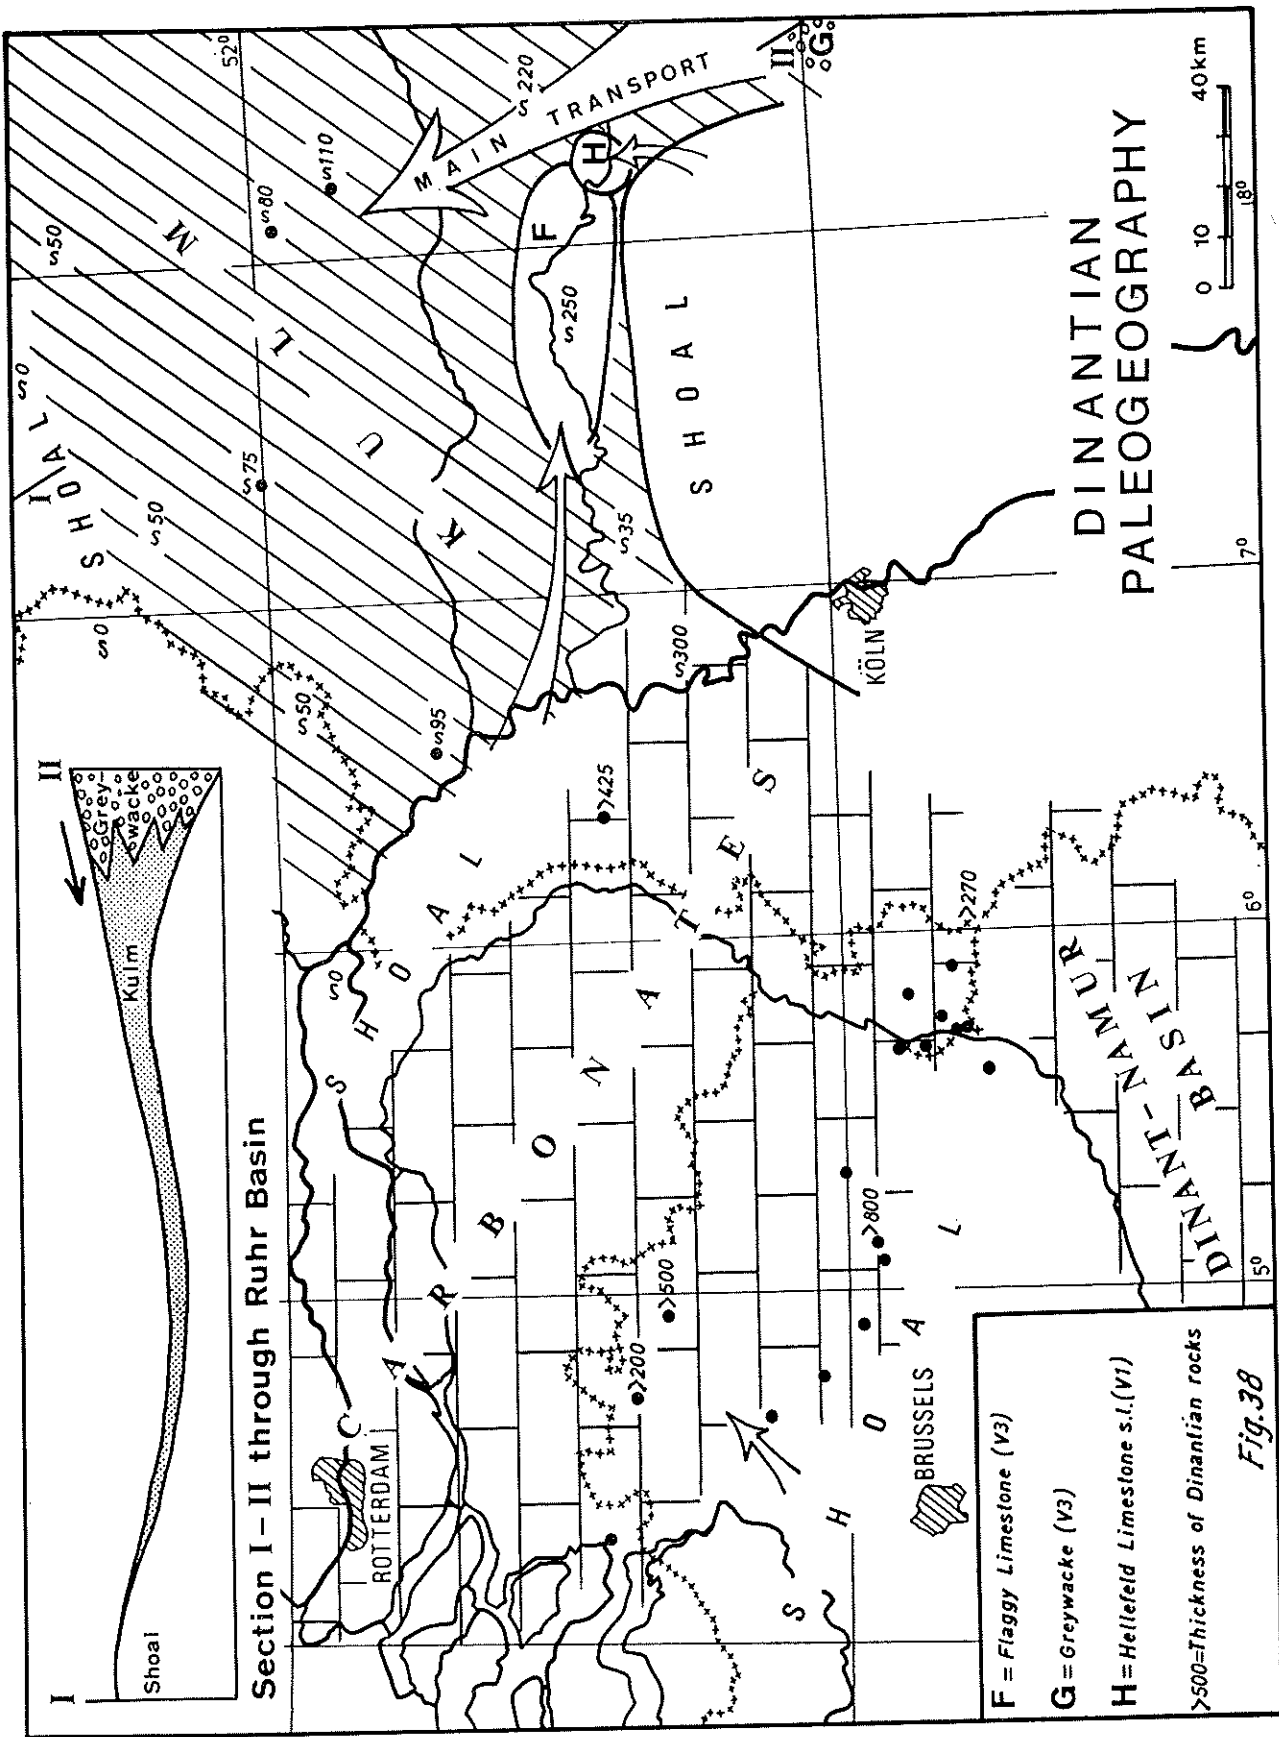 I
II
Shoal
Kulm
Grey-
wacke
Section I – II through Ruhr Basin
52°
S 50
S 0
S 80
S 110
S 220
I
SHOAL
S 75
S 50
S 0
S 50
S 95
KULM
MAIN TRANSPORT
II
G
H
F
S 250
S 35
S 300
SHOAL
S 0
SHOAL
CARBONATES
>425
>270
>800
>500
>200
ROTTERDAM
BRUSSELS
KÖLN
SHOAL
DINANT-NAMUR
BASIN
5°
6°
7°
8°
DINANTIAN
PALEOGEOGRAPHY
0 10 40km
F = Flaggy Limestone (V3)
G = Greywacke (V3)
H = Hellefeld Limestone s.l.(V1)
>500=Thickness of Dinantian rocks
Fig.38